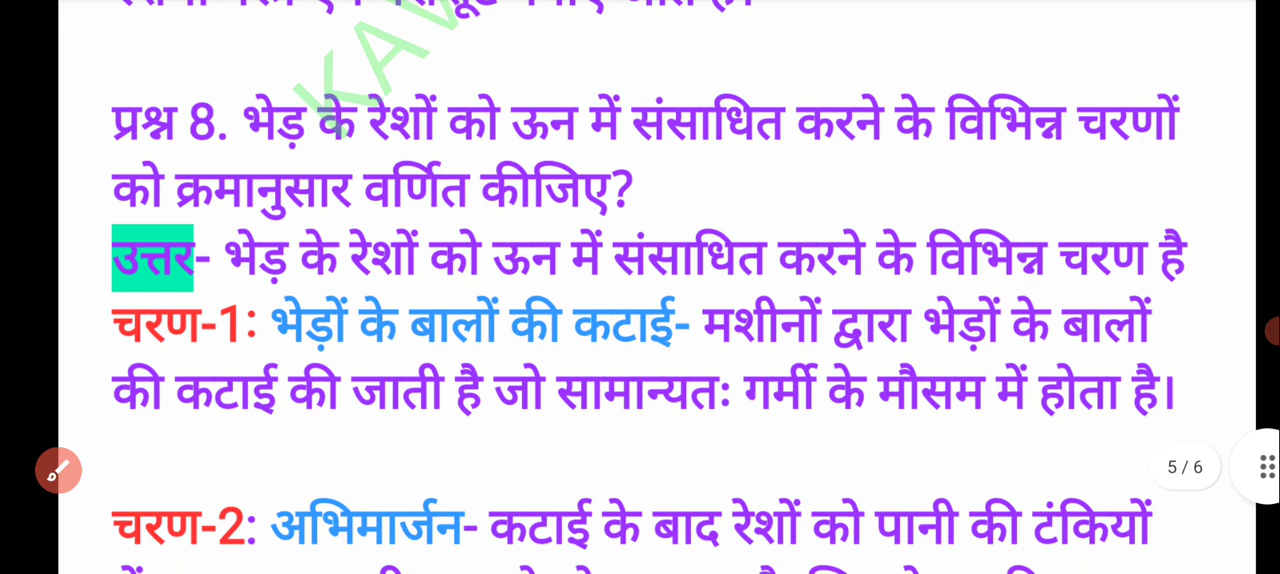 KAV
प्रश्न 8. भेड़ के रेशों को ऊन में संसाधित करने के विभिन्न चरणों
को क्रमानुसार वर्णित कीजिए?
उत्तर- भेड़ के रेशों को ऊन में संसाधित करने के विभिन्न चरण है
चरण-1: भेड़ों के बालों की कटाई- मशीनों द्वारा भेड़ों के बालों
की कटाई की जाती है जो सामान्यतः गर्मी के मौसम में होता है।
5 / 6
चरण-2: अभिमार्जन- कटाई के बाद रेशों को पानी की टंकियों